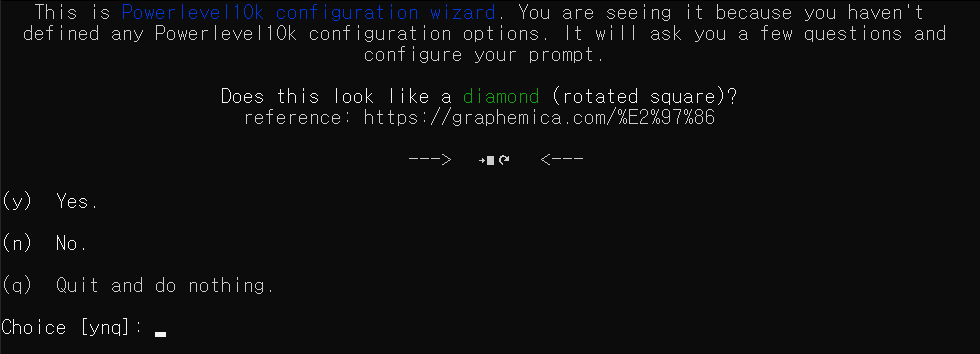 This is Powerlevel10k configuration wizard. You are seeing it because you haven't
defined any Powerlevel10k configuration options. It will ask you a few questions and
configure your prompt.
Does this look like a diamond (rotated square)?
reference: https://graphemica.com/%E2%97%86
---> →■↷ <---
(y) Yes.
(n) No.
(q) Quit and do nothing.
Choice [ynq]: _